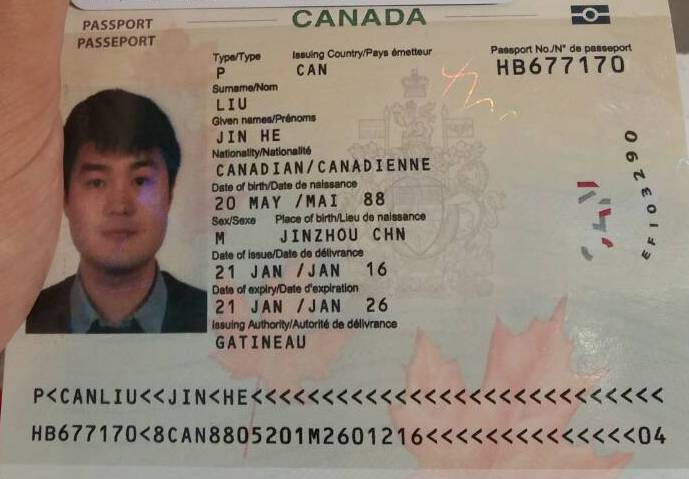 PASSPORT
PASSEPORT
CANADA
Type/Type
Issuing Country/Pays émetteur
Passport No./N° de passeport
P
CAN
HB677170
Surname/Nom
LIU
Given names/Prénoms
JIN HE
Nationality/Nationalité
CANADIAN/CANADIENNE
Date of birth/Date de naissance
20 MAY /MAI 88
Sex/Sexe Place of birth/Lieu de naissance
M JINZHOU CHN
Date of issue/Date de délivrance
21 JAN /JAN 16
Date of expiry/Date d'expiration
21 JAN /JAN 26
Issuing Authority/Autorité de délivrance
GATINEAU
EF103290
P<CANLIU<<JIN<HE<<<<<<<<<<<<<<<<<<<<<<<<<<<<
HB677170<8CAN8805201M2601216<<<<<<<<<<<<<<04